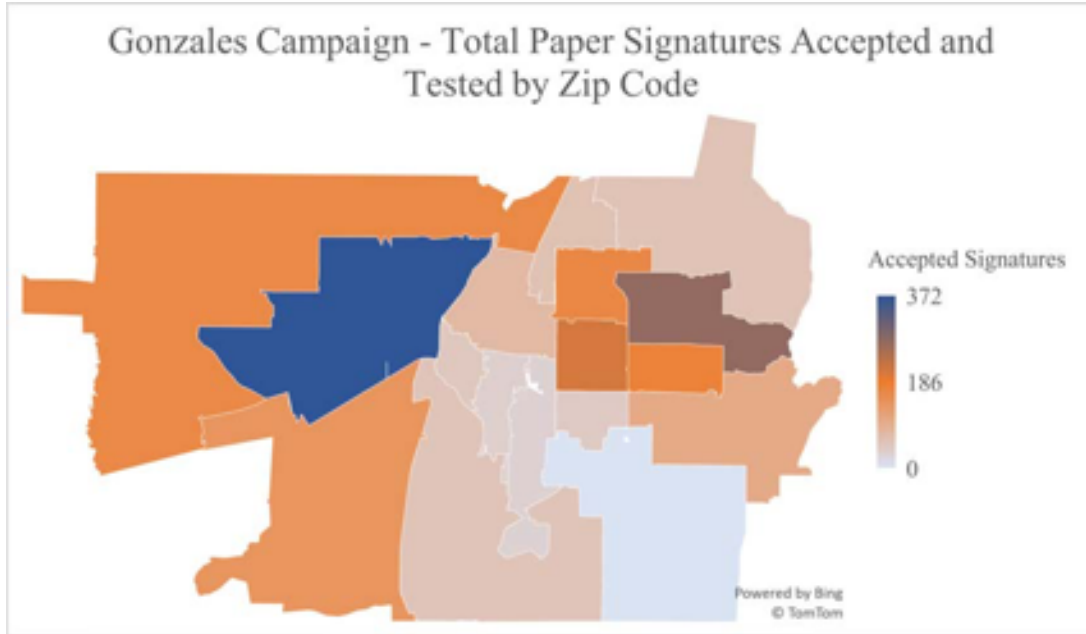 Gonzales Campaign - Total Paper Signatures Accepted and
Tested by Zip Code
Accepted Signatures
372
186
0
Powered by Bing
© TomTom